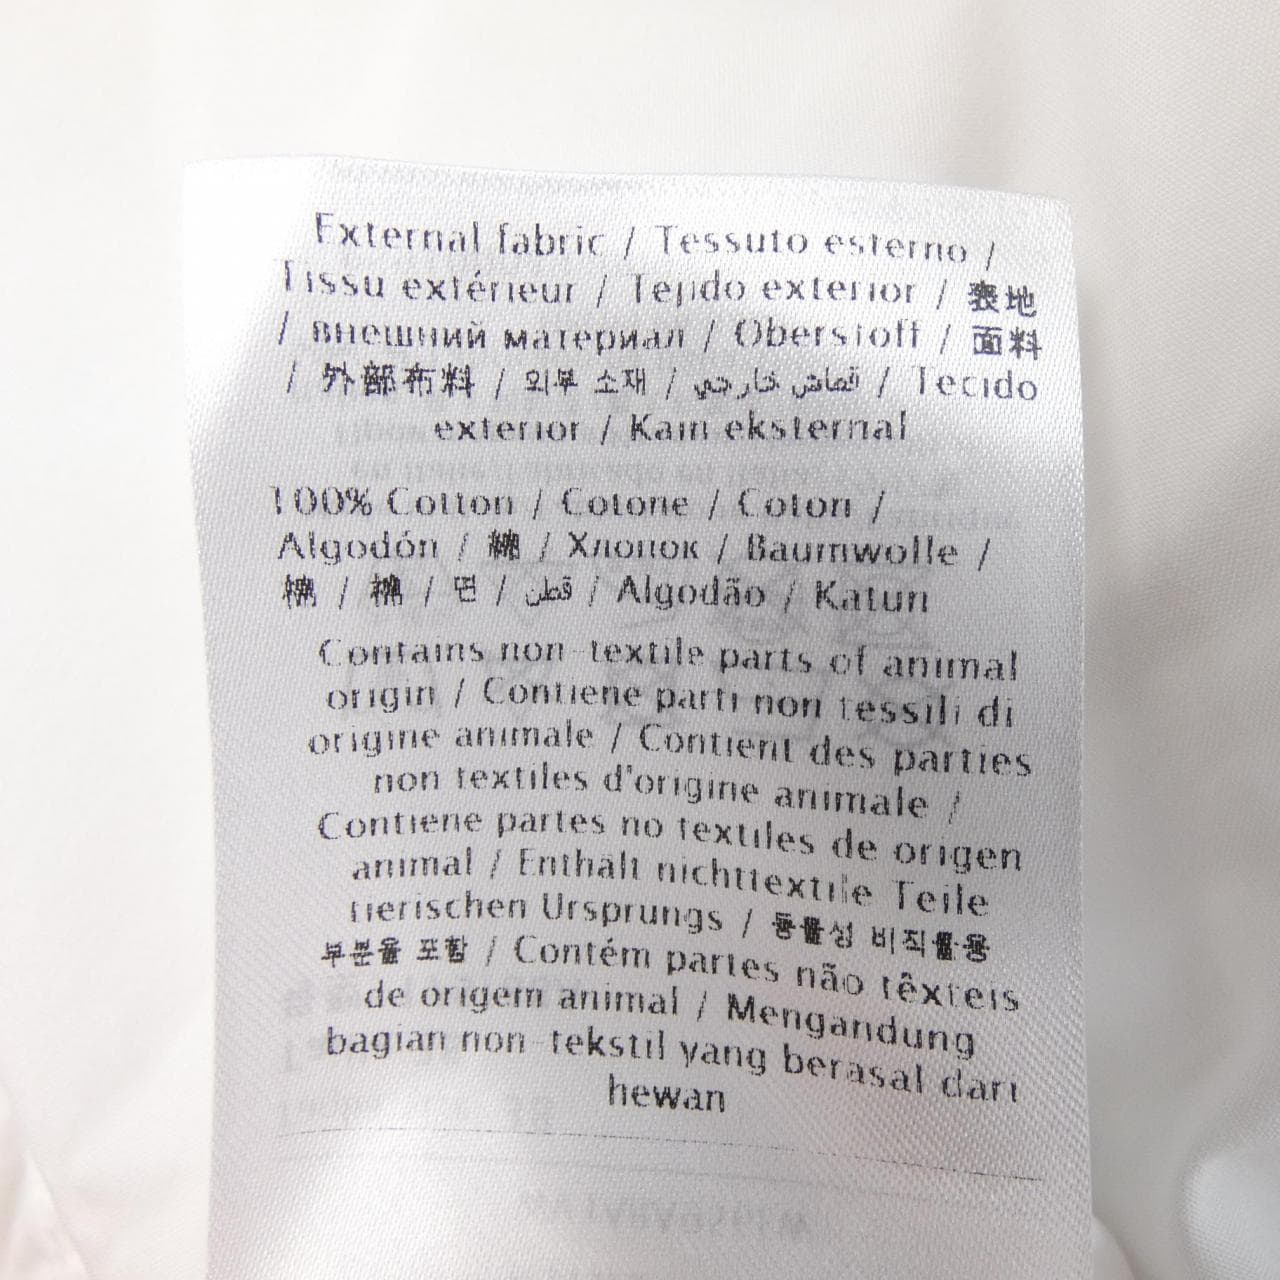 External fabric / Tessuto esterno /
Tissu extérieur / Tejido exterior / 表地
/ внешний материал / Oberstoff / 面料
/ 外部布料 / 외부 소재 / قماش خارجي / Tecido
exterior / Kain eksternal
100% Cotton / Cotone / Coton /
Algodón / 綿 / Хлопок / Baumwolle /
棉 / 棉 / 면 / قطن / Algodão / Katun
Contains non-textile parts of animal
origin / Contiene parti non tessili di
origine animale / Contient des parties
non textiles d'origine animale /
Contiene partes no textiles de origen
animal / Enthält nichttextile Teile
tierischen Ursprungs / 동물성 비직물용
부분을 포함 / Contém partes não têxteis
de origem animal / Mengandung
bagian non-tekstil yang berasal dari
hewan